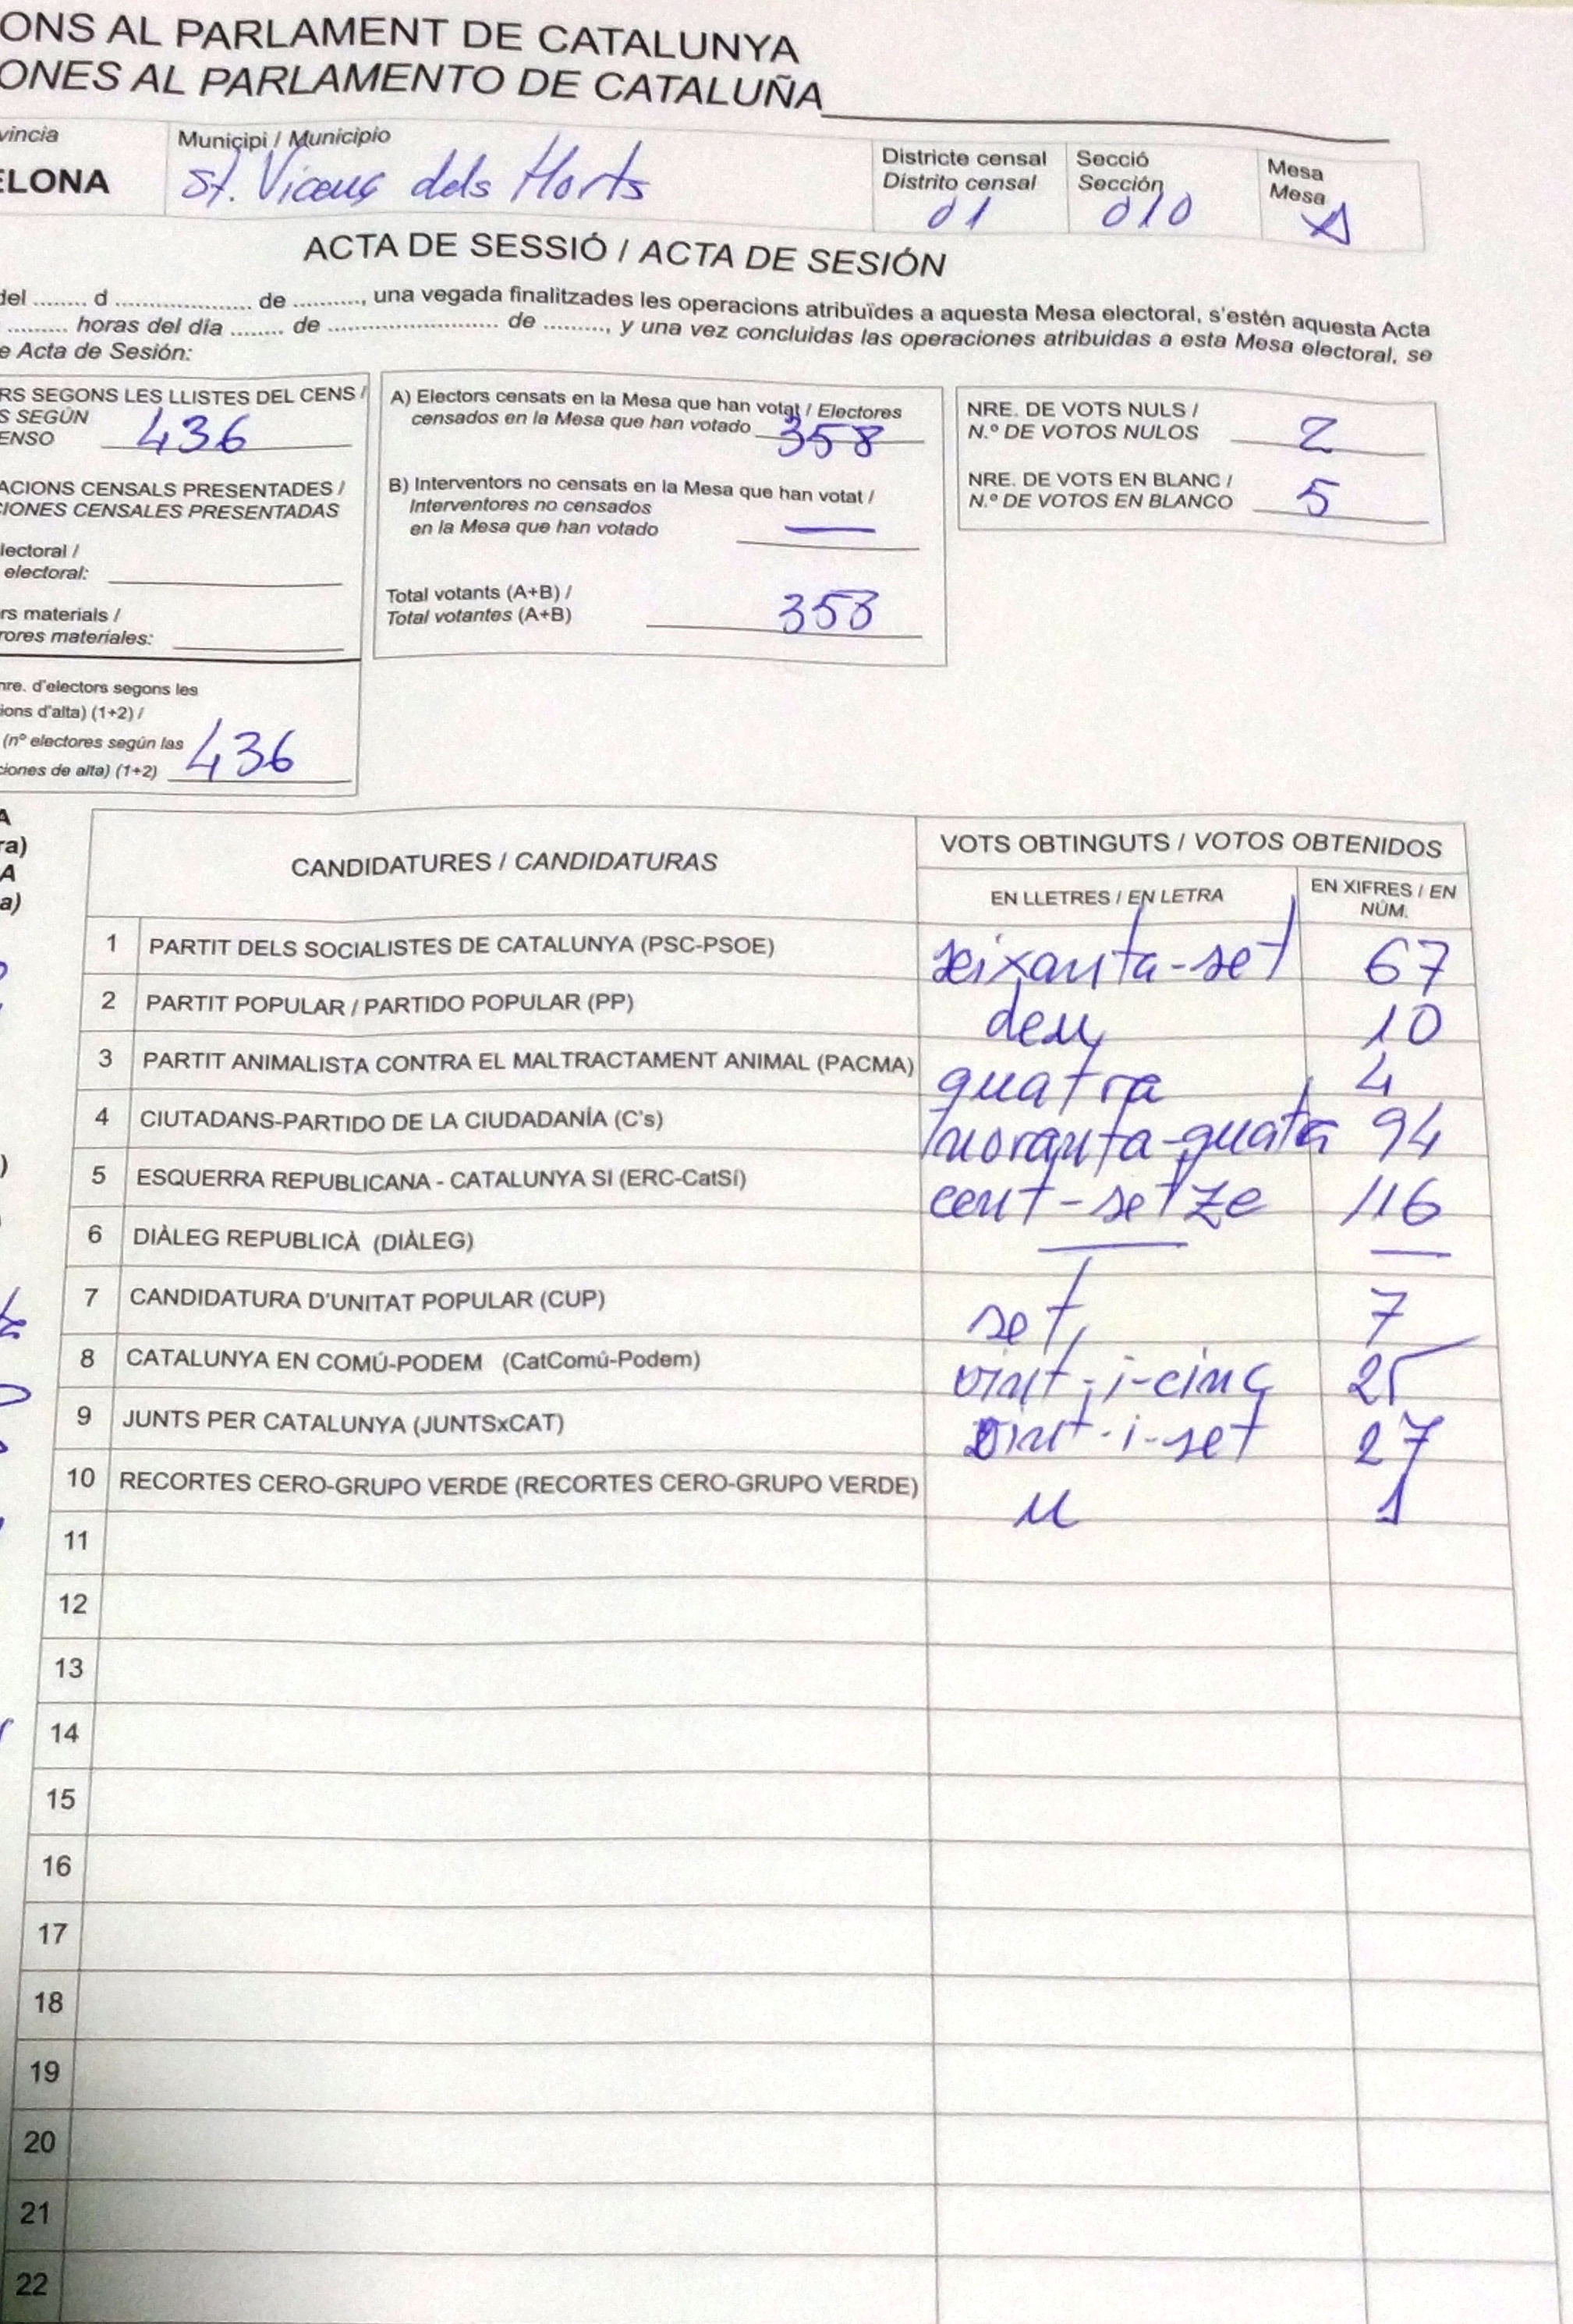 ONS AL PARLAMENT DE CATALUNYA
ONES AL PARLAMENTO DE CATALUÑA
vincia
ELONA
Municipi / Municipio
St. Vicenç dels Horts
Districte censal
Distrito censal
01
Secció
Sección
010
Mesa
Mesa
A
ACTA DE SESSIÓ / ACTA DE SESIÓN
del ........ d .................... de .........., una vegada finalitzades les operacions atribuïdes a aquesta Mesa electoral, s'estén aquesta Acta
......... horas del día ....... de ......................... de ........., y una vez concluidas las operaciones atribuidas a esta Mesa electoral, se
e Acta de Sesión:
RS SEGONS LES LLISTES DEL CENS /
S SEGÚN
ENSO 436
ACIONS CENSALS PRESENTADES /
CIONES CENSALES PRESENTADAS
lectoral /
electoral:
rs materials /
rores materiales:
nre. d'electors segons les
ions d'alta) (1+2) /
(nº electores según las
ciones de alta) (1+2) 436
A) Electors censats en la Mesa que han votat / Electores
censados en la Mesa que han votado 358
B) Interventors no censats en la Mesa que han votat /
Interventores no censados
en la Mesa que han votado —
Total votants (A+B) /
Total votantes (A+B) 358
NRE. DE VOTS NULS /
N.º DE VOTOS NULOS 2
NRE. DE VOTS EN BLANC /
N.º DE VOTOS EN BLANCO 5
A
ra)
A
a)
CANDIDATURES / CANDIDATURAS
VOTS OBTINGUTS / VOTOS OBTENIDOS
EN LLETRES / EN LETRA
EN XIFRES / EN
NÚM.
1 PARTIT DELS SOCIALISTES DE CATALUNYA (PSC-PSOE) seixanta-set 67
2 PARTIT POPULAR / PARTIDO POPULAR (PP) deu 10
3 PARTIT ANIMALISTA CONTRA EL MALTRACTAMENT ANIMAL (PACMA) quatra 4
4 CIUTADANS-PARTIDO DE LA CIUDADANÍA (C's) noranta-quata 94
5 ESQUERRA REPUBLICANA - CATALUNYA SI (ERC-CatSí) cent-setze 116
6 DIÀLEG REPUBLICÀ (DIÀLEG) — —
7 CANDIDATURA D'UNITAT POPULAR (CUP) set 7
8 CATALUNYA EN COMÚ-PODEM (CatComú-Podem) vint-i-cinc 25
9 JUNTS PER CATALUNYA (JUNTSxCAT) vint-i-set 27
10 RECORTES CERO-GRUPO VERDE (RECORTES CERO-GRUPO VERDE) u 1
11
12
13
14
15
16
17
18
19
20
21
22